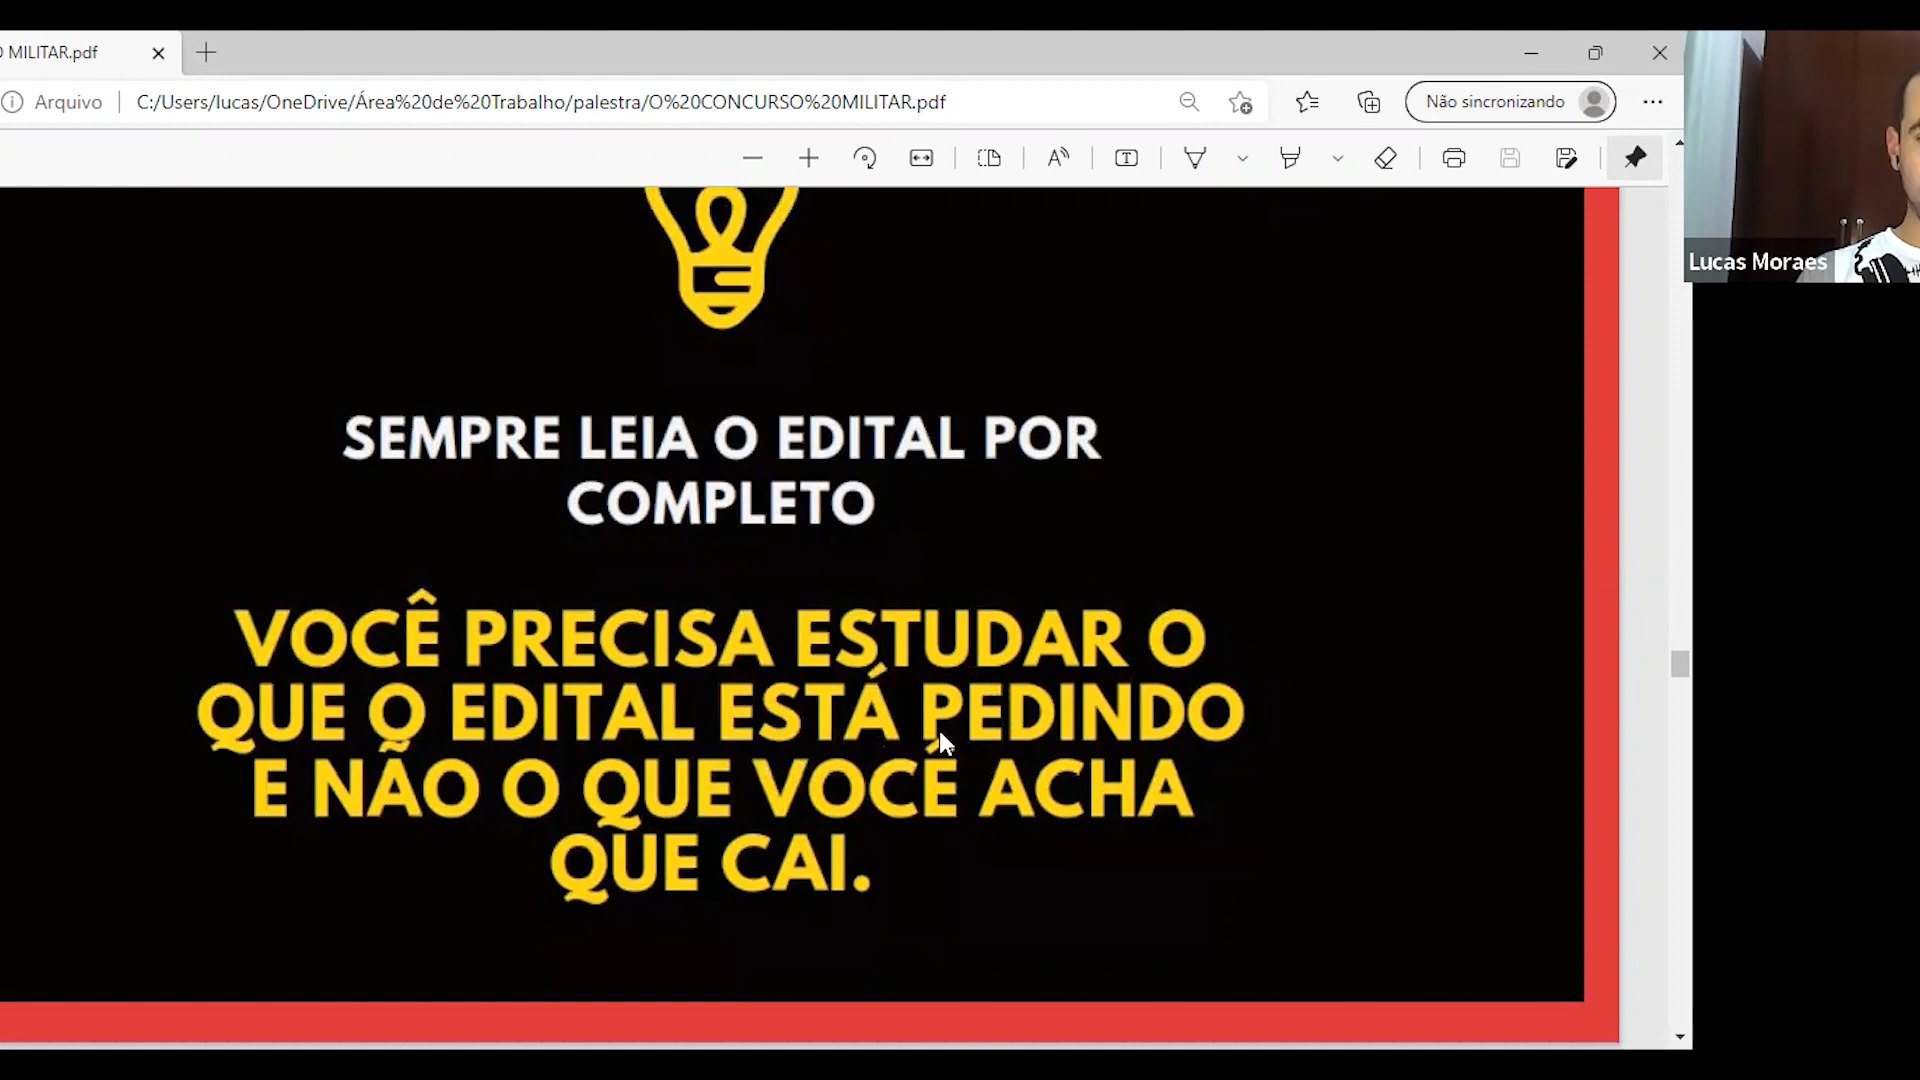 O MILITAR.pdf
Arquivo
C:/Users/lucas/OneDrive/Área%20de%20Trabalho/palestra/O%20CONCURSO%20MILITAR.pdf
Não sincronizando
Lucas Moraes
SEMPRE LEIA O EDITAL POR
COMPLETO
VOCÊ PRECISA ESTUDAR O
QUE O EDITAL ESTÁ PEDINDO
E NÃO O QUE VOCÊ ACHA
QUE CAI.